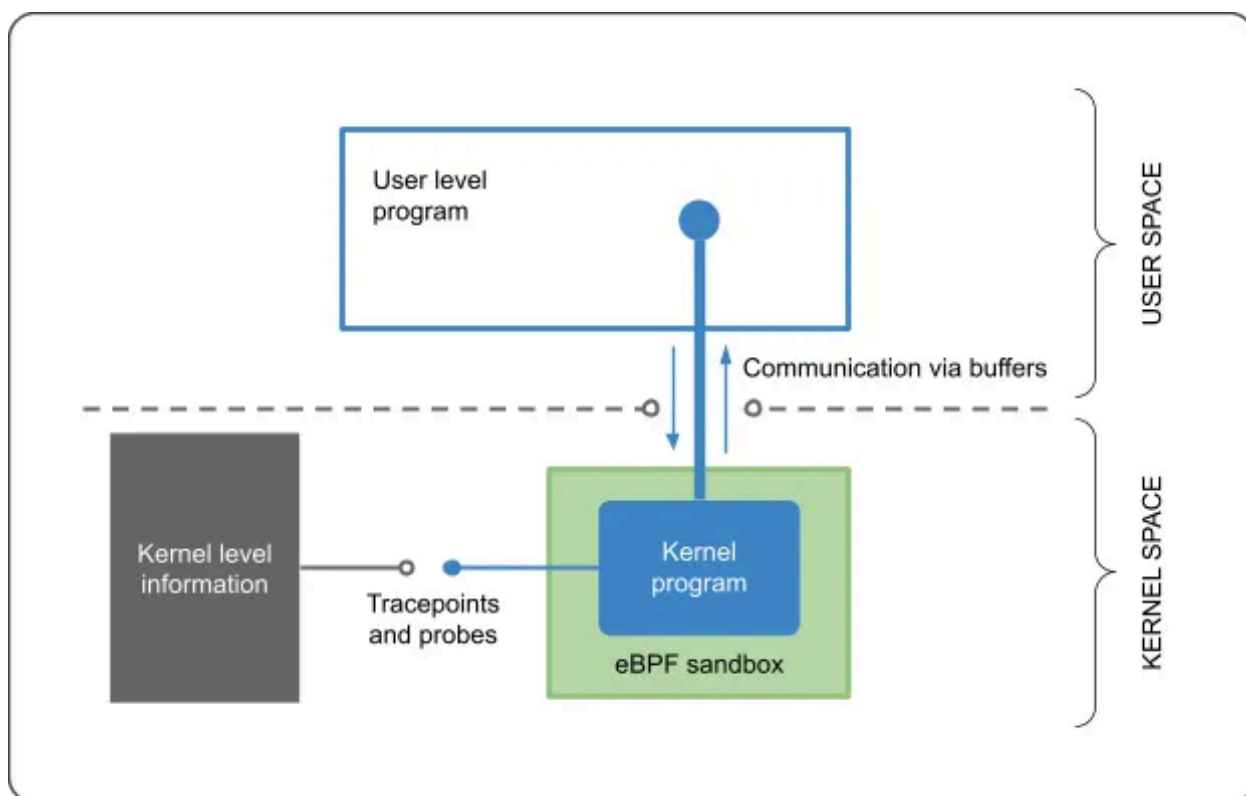 User level
program
USER SPACE
Communication via buffers
Kernel level
information
Tracepoints
and probes
Kernel
program
eBPF sandbox
KERNEL SPACE